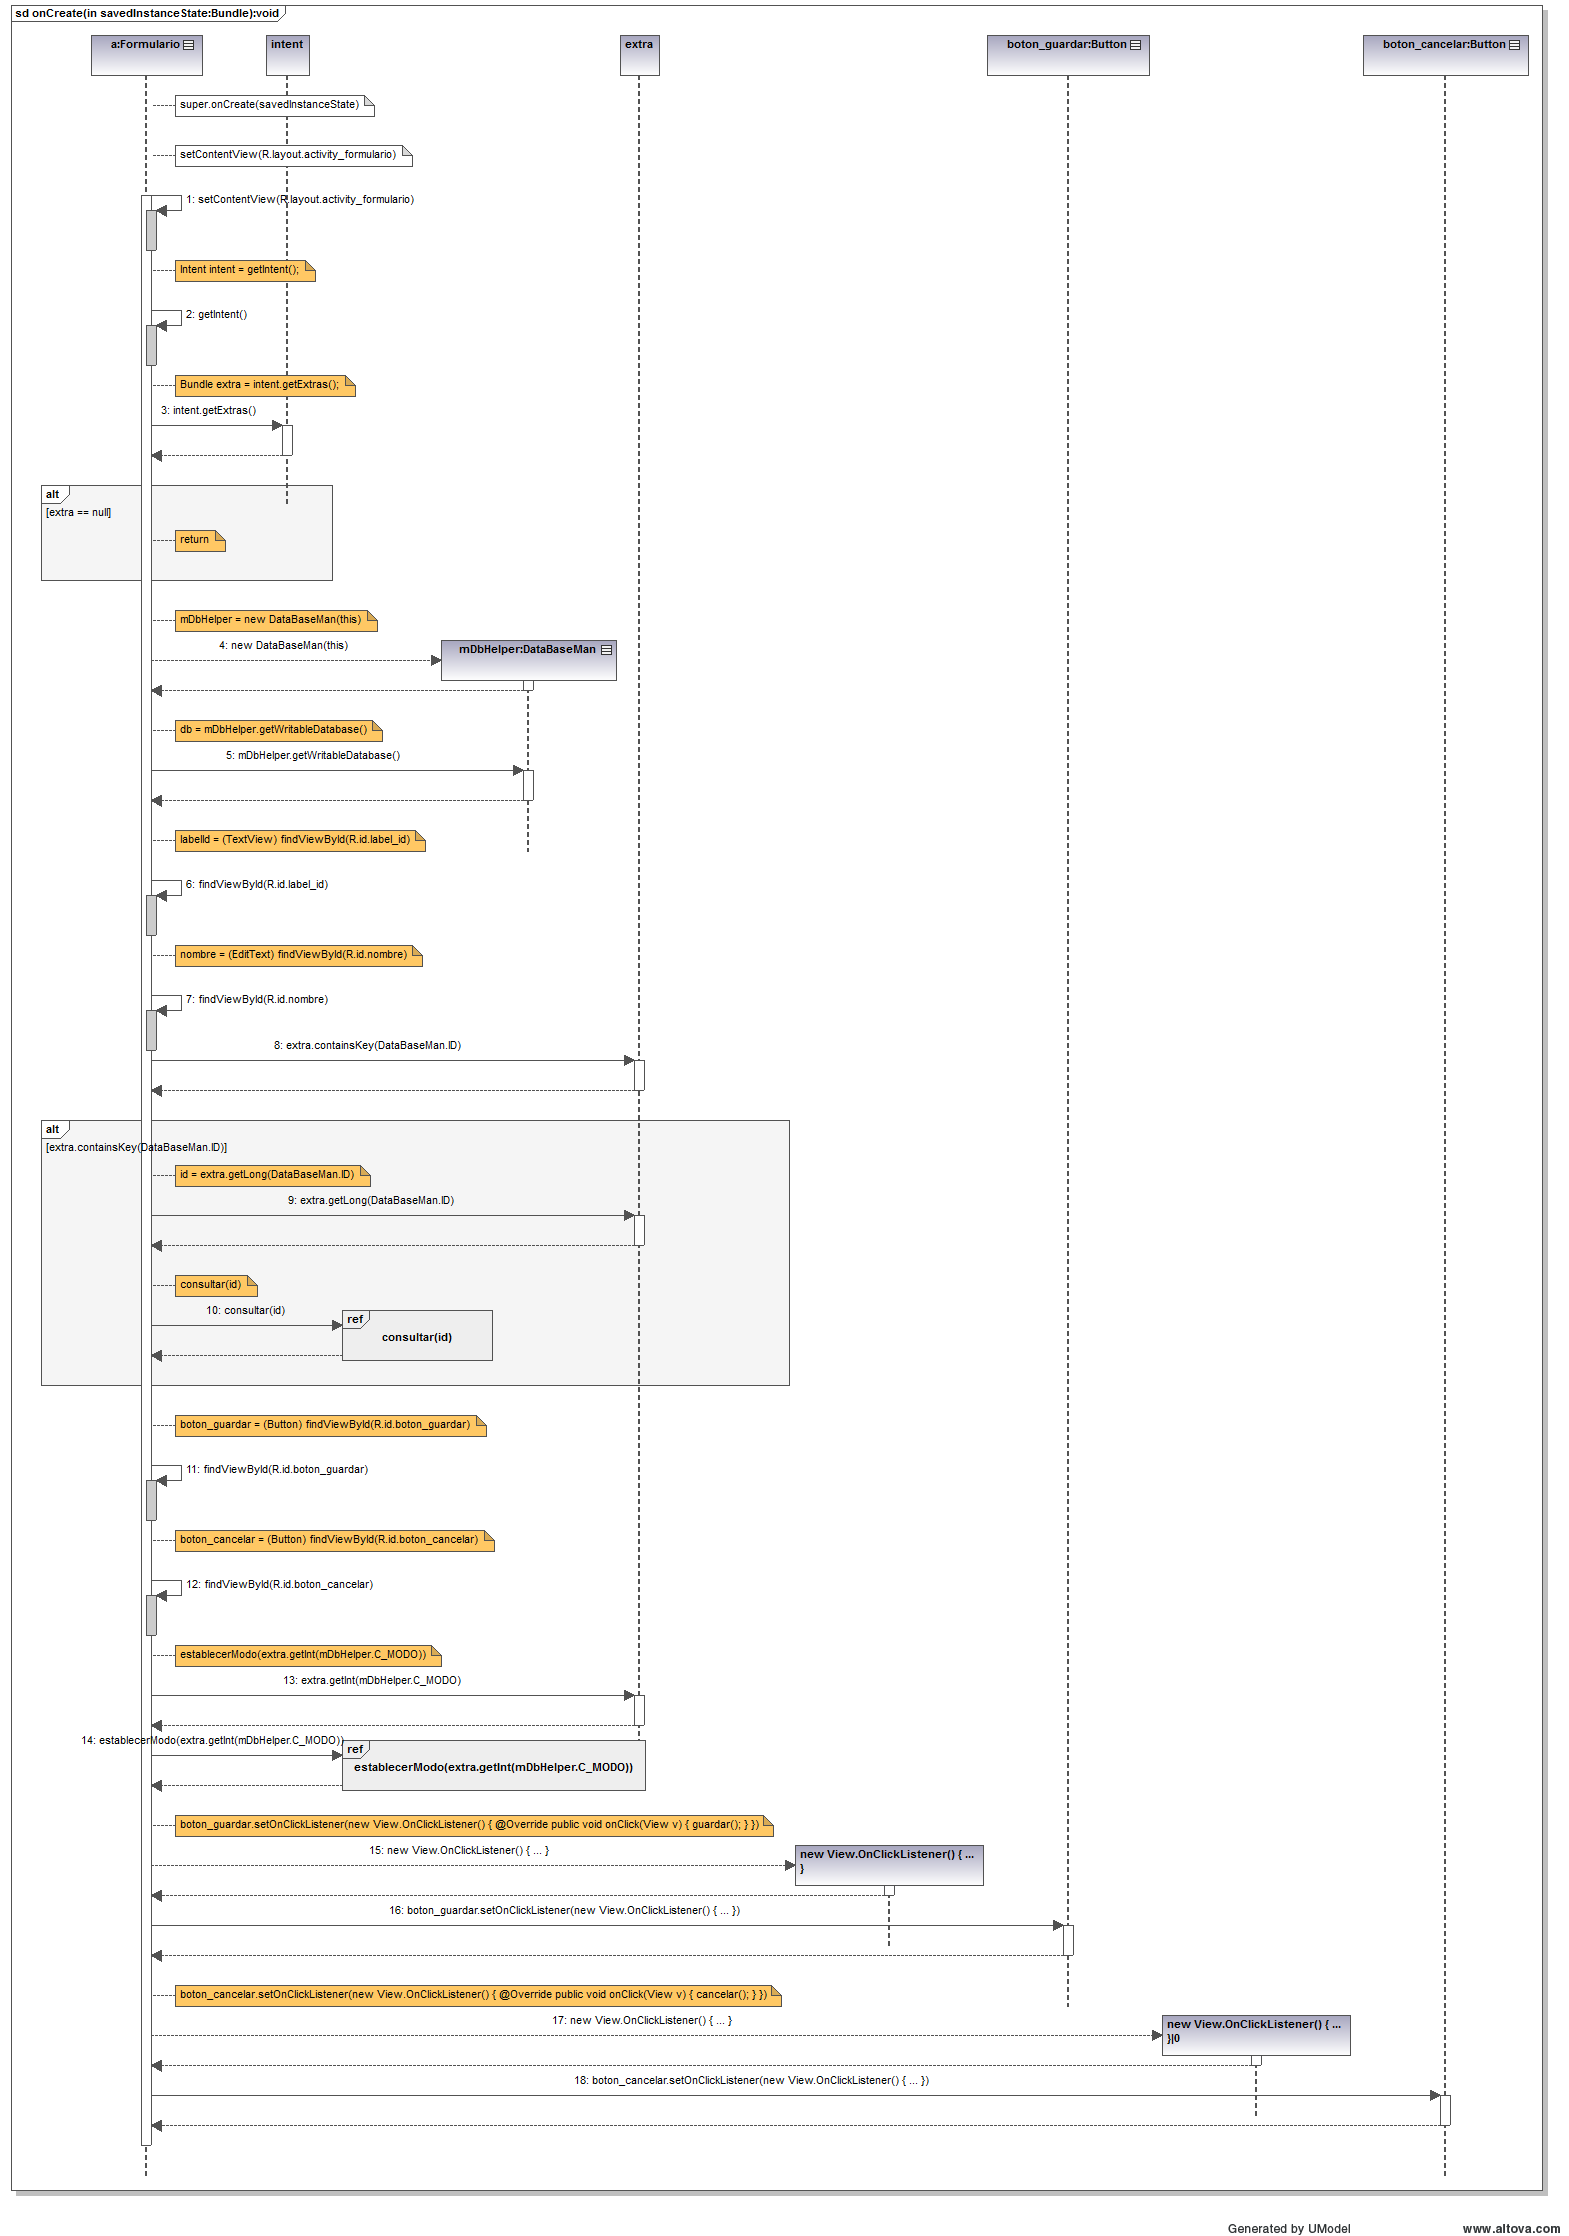 sd onCreate(in savedInstanceState:Bundle):void
a:Formulario
intent
extra
boton_guardar:Button
boton_cancelar:Button
super.onCreate(savedInstanceState)
setContentView(R.layout.activity_formulario)
1: setContentView(R.layout.activity_formulario)
Intent intent = getIntent();
2: getIntent()
Bundle extra = intent.getExtras();
3: intent.getExtras()
alt
[extra == null]
return
mDbHelper = new DataBaseMan(this)
4: new DataBaseMan(this)
mDbHelper:DataBaseMan
db = mDbHelper.getWritableDatabase()
5: mDbHelper.getWritableDatabase()
labelId = (TextView) findViewById(R.id.label_id)
6: findViewById(R.id.label_id)
nombre = (EditText) findViewById(R.id.nombre)
7: findViewById(R.id.nombre)
8: extra.containsKey(DataBaseMan.ID)
alt
[extra.containsKey(DataBaseMan.ID)]
id = extra.getLong(DataBaseMan.ID)
9: extra.getLong(DataBaseMan.ID)
consultar(id)
10: consultar(id)
ref
consultar(id)
boton_guardar = (Button) findViewById(R.id.boton_guardar)
11: findViewById(R.id.boton_guardar)
boton_cancelar = (Button) findViewById(R.id.boton_cancelar)
12: findViewById(R.id.boton_cancelar)
establecerModo(extra.getInt(mDbHelper.C_MODO))
13: extra.getInt(mDbHelper.C_MODO)
14: establecerModo(extra.getInt(mDbHelper.C_MODO))
ref
establecerModo(extra.getInt(mDbHelper.C_MODO))
boton_guardar.setOnClickListener(new View.OnClickListener() { @Override public void onClick(View v) { guardar(); } })
15: new View.OnClickListener() { ... }
new View.OnClickListener() { ...
}
16: boton_guardar.setOnClickListener(new View.OnClickListener() { ... })
boton_cancelar.setOnClickListener(new View.OnClickListener() { @Override public void onClick(View v) { cancelar(); } })
17: new View.OnClickListener() { ... }
new View.OnClickListener() { ...
}|0
18: boton_cancelar.setOnClickListener(new View.OnClickListener() { ... })
Generated by UModel
www.altova.com